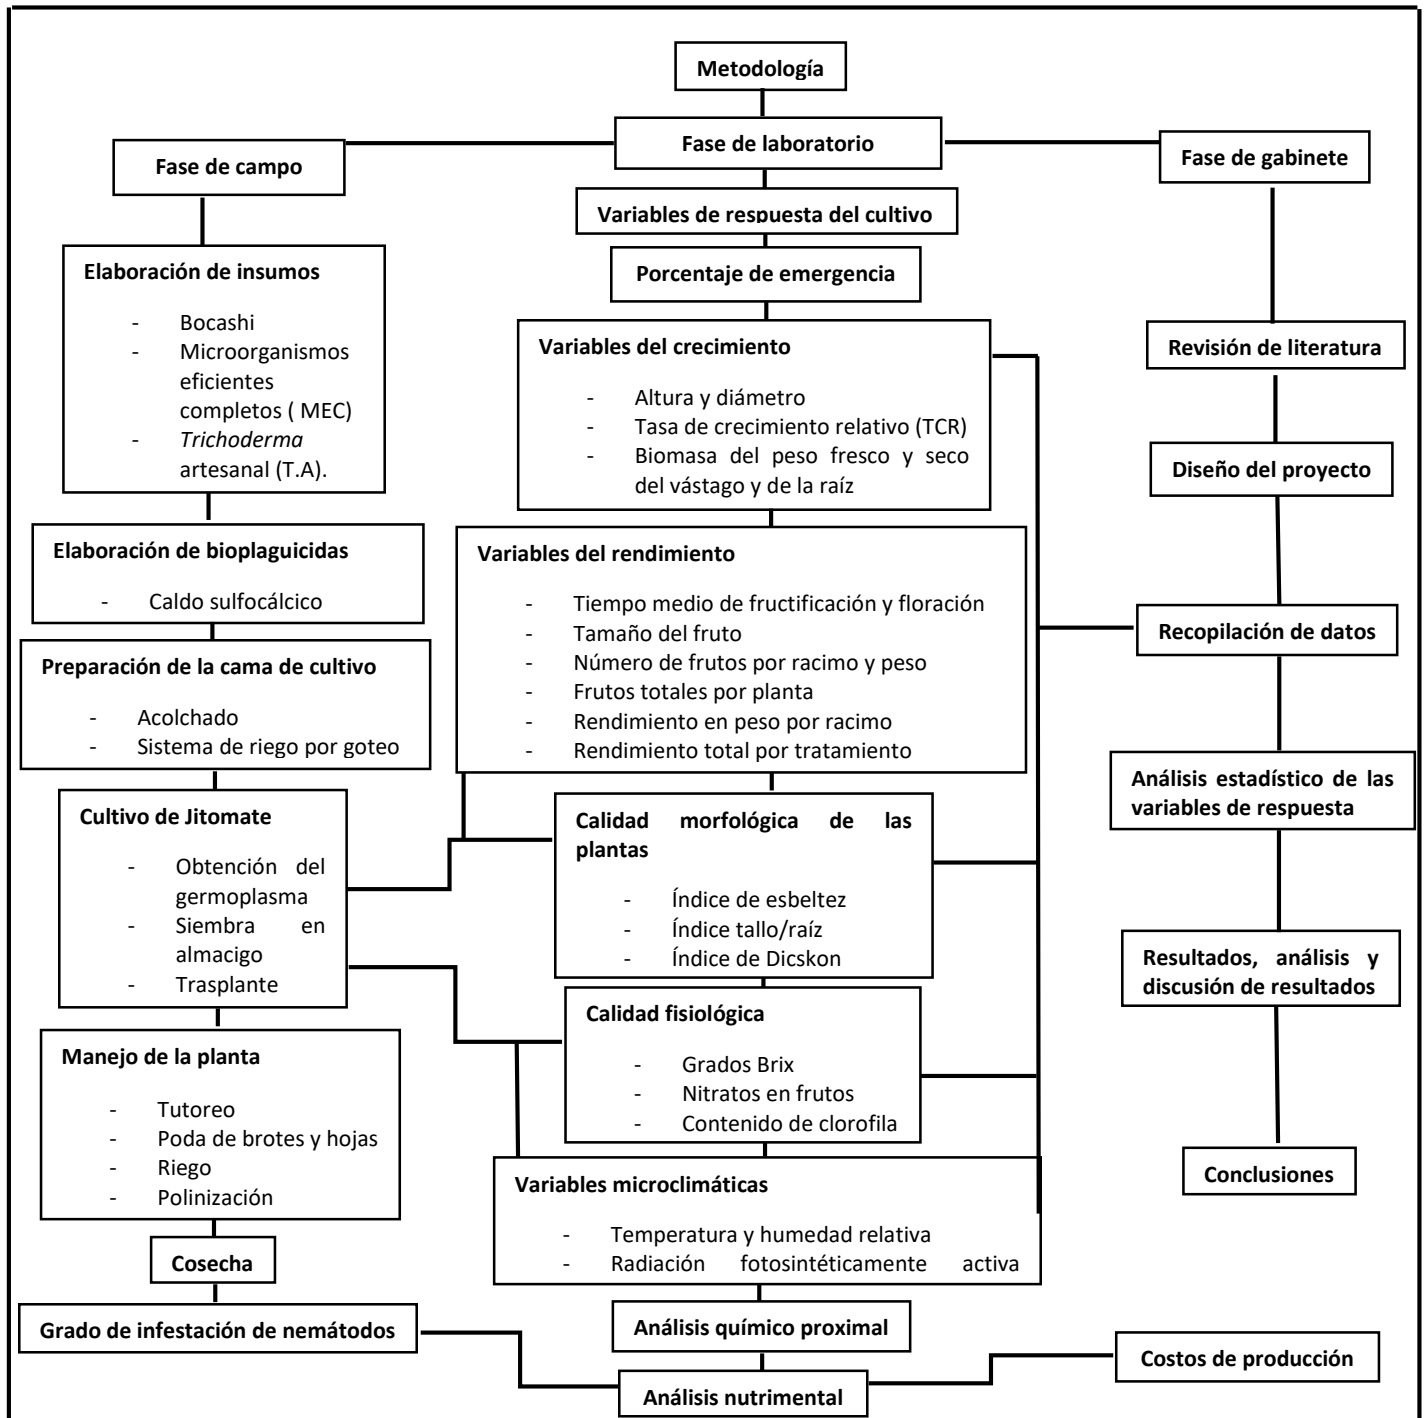 Metodología
Fase de laboratorio
Fase de campo
Fase de gabinete
Variables de respuesta del cultivo
Porcentaje de emergencia
Elaboración de insumos
- Bocashi
- Microorganismos
eficientes
completos ( MEC)
- Trichoderma
artesanal (T.A).
Elaboración de bioplaguicidas
- Caldo sulfocálcico
Preparación de la cama de cultivo
- Acolchado
- Sistema de riego por goteo
Cultivo de Jitomate
- Obtención del
germoplasma
- Siembra en
almacigo
- Trasplante
Manejo de la planta
- Tutoreo
- Poda de brotes y hojas
- Riego
- Polinización
Cosecha
Grado de infestación de nemátodos
Variables del crecimiento
- Altura y diámetro
- Tasa de crecimiento relativo (TCR)
- Biomasa del peso fresco y seco
del vástago y de la raíz
Variables del rendimiento
- Tiempo medio de fructificación y floración
- Tamaño del fruto
- Número de frutos por racimo y peso
- Frutos totales por planta
- Rendimiento en peso por racimo
- Rendimiento total por tratamiento
Calidad morfológica de las
plantas
- Índice de esbeltez
- Índice tallo/raíz
- Índice de Dicskon
Calidad fisiológica
- Grados Brix
- Nitratos en frutos
- Contenido de clorofila
Variables microclimáticas
- Temperatura y humedad relativa
- Radiación fotosintéticamente activa
Análisis químico proximal
Análisis nutrimental
Revisión de literatura
Diseño del proyecto
Recopilación de datos
Análisis estadístico de las
variables de respuesta
Resultados, análisis y
discusión de resultados
Conclusiones
Costos de producción